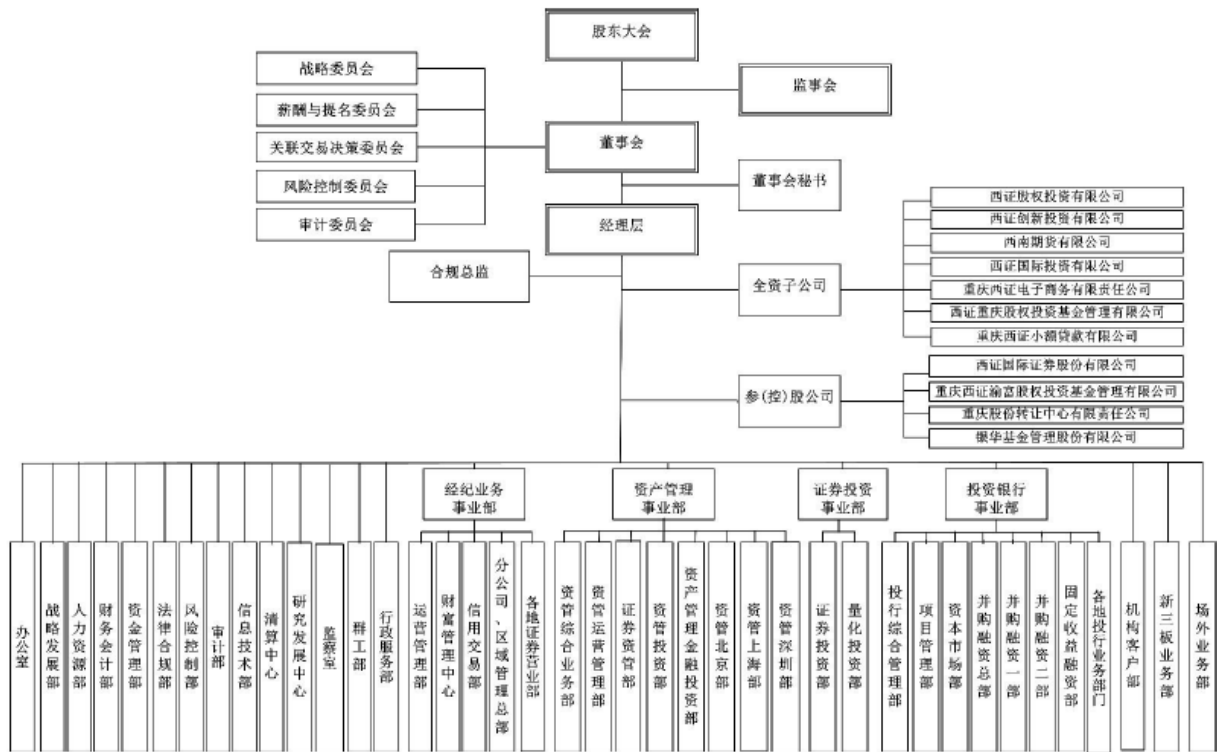 股东大会
战略委员会
监事会
薪酬与提名委员会
董事会
关联交易决策委员会
董事会秘书
风险控制委员会
审计委员会
经理层
合规总监
全资子公司
西证股权投资有限公司
西证创新投资有限公司
西南期货有限公司
西证国际投资有限公司
重庆西证电子商务有限责任公司
西证重庆股权投资基金管理有限公司
重庆西证小额贷款有限公司
参(控)股公司
西证国际证券股份有限公司
重庆西证渝富股权投资基金管理有限公司
重庆股份转让中心有限责任公司
银华基金管理股份有限公司
经纪业务
事业部
资产管理
事业部
证券投资
事业部
投资银行
事业部
办公室
战略发展部
人力资源部
财务会计部
资金管理部
法律合规部
风险控制部
审计部
信息技术部
清算中心
研究发展中心
监察室
群工部
行政服务部
运营管理部
财富管理中心
信用交易部
分公司、区域管理总部
各地证券营业部
资管综合业务部
资管运营管理部
证券资管部
资管投资部
资产管理金融投资部
资管北京部
资管上海部
资管深圳部
证券投资部
量化投资部
投行综合管理部
项目管理部
资本市场部
并购融资总部
并购融资一部
并购融资二部
固定收益融资部
各地投行业务部门
机构客户部
新三板业务部
场外业务部